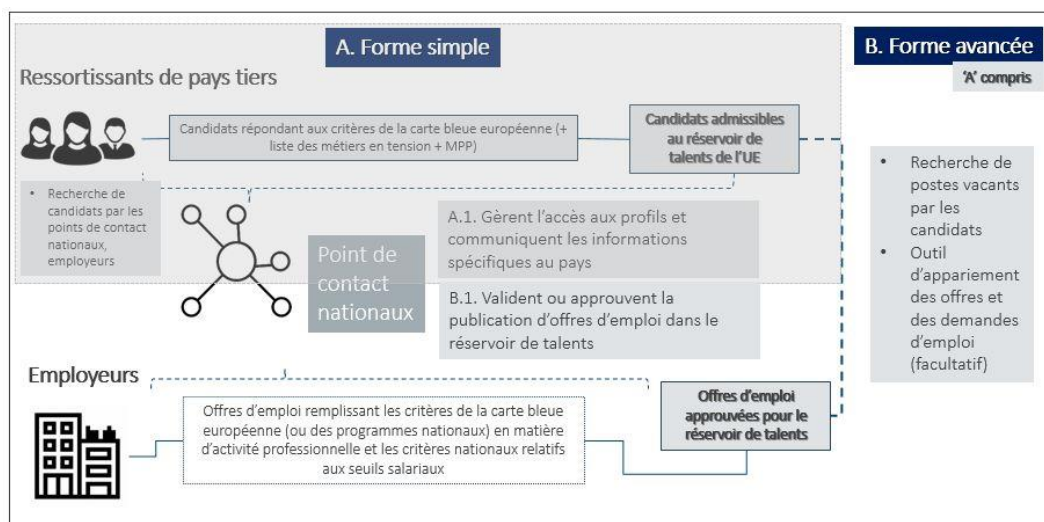 A. Forme simple
B. Forme avancée
'A' compris
Ressortissants de pays tiers
Candidats répondant aux critères de la carte bleue européenne (+
liste des métiers en tension + MPP)
Candidats admissibles
au réservoir de
talents de l'UE
• Recherche de
candidats par les
points de contact
nationaux,
employeurs
Point de
contact
nationaux
A.1. Gèrent l'accès aux profils et
communiquent les informations
spécifiques au pays
B.1. Valident ou approuvent la
publication d'offres d'emploi dans le
réservoir de talents
• Recherche de
postes vacants
par les
candidats
• Outil
d'appariement
des offres et
des demandes
d'emploi
(facultatif)
Employeurs
Offres d'emploi remplissant les critères de la carte bleue
européenne (ou des programmes nationaux) en matière
d'activité professionnelle et les critères nationaux relatifs
aux seuils salariaux
Offres d'emploi
approuvées pour le
réservoir de talents